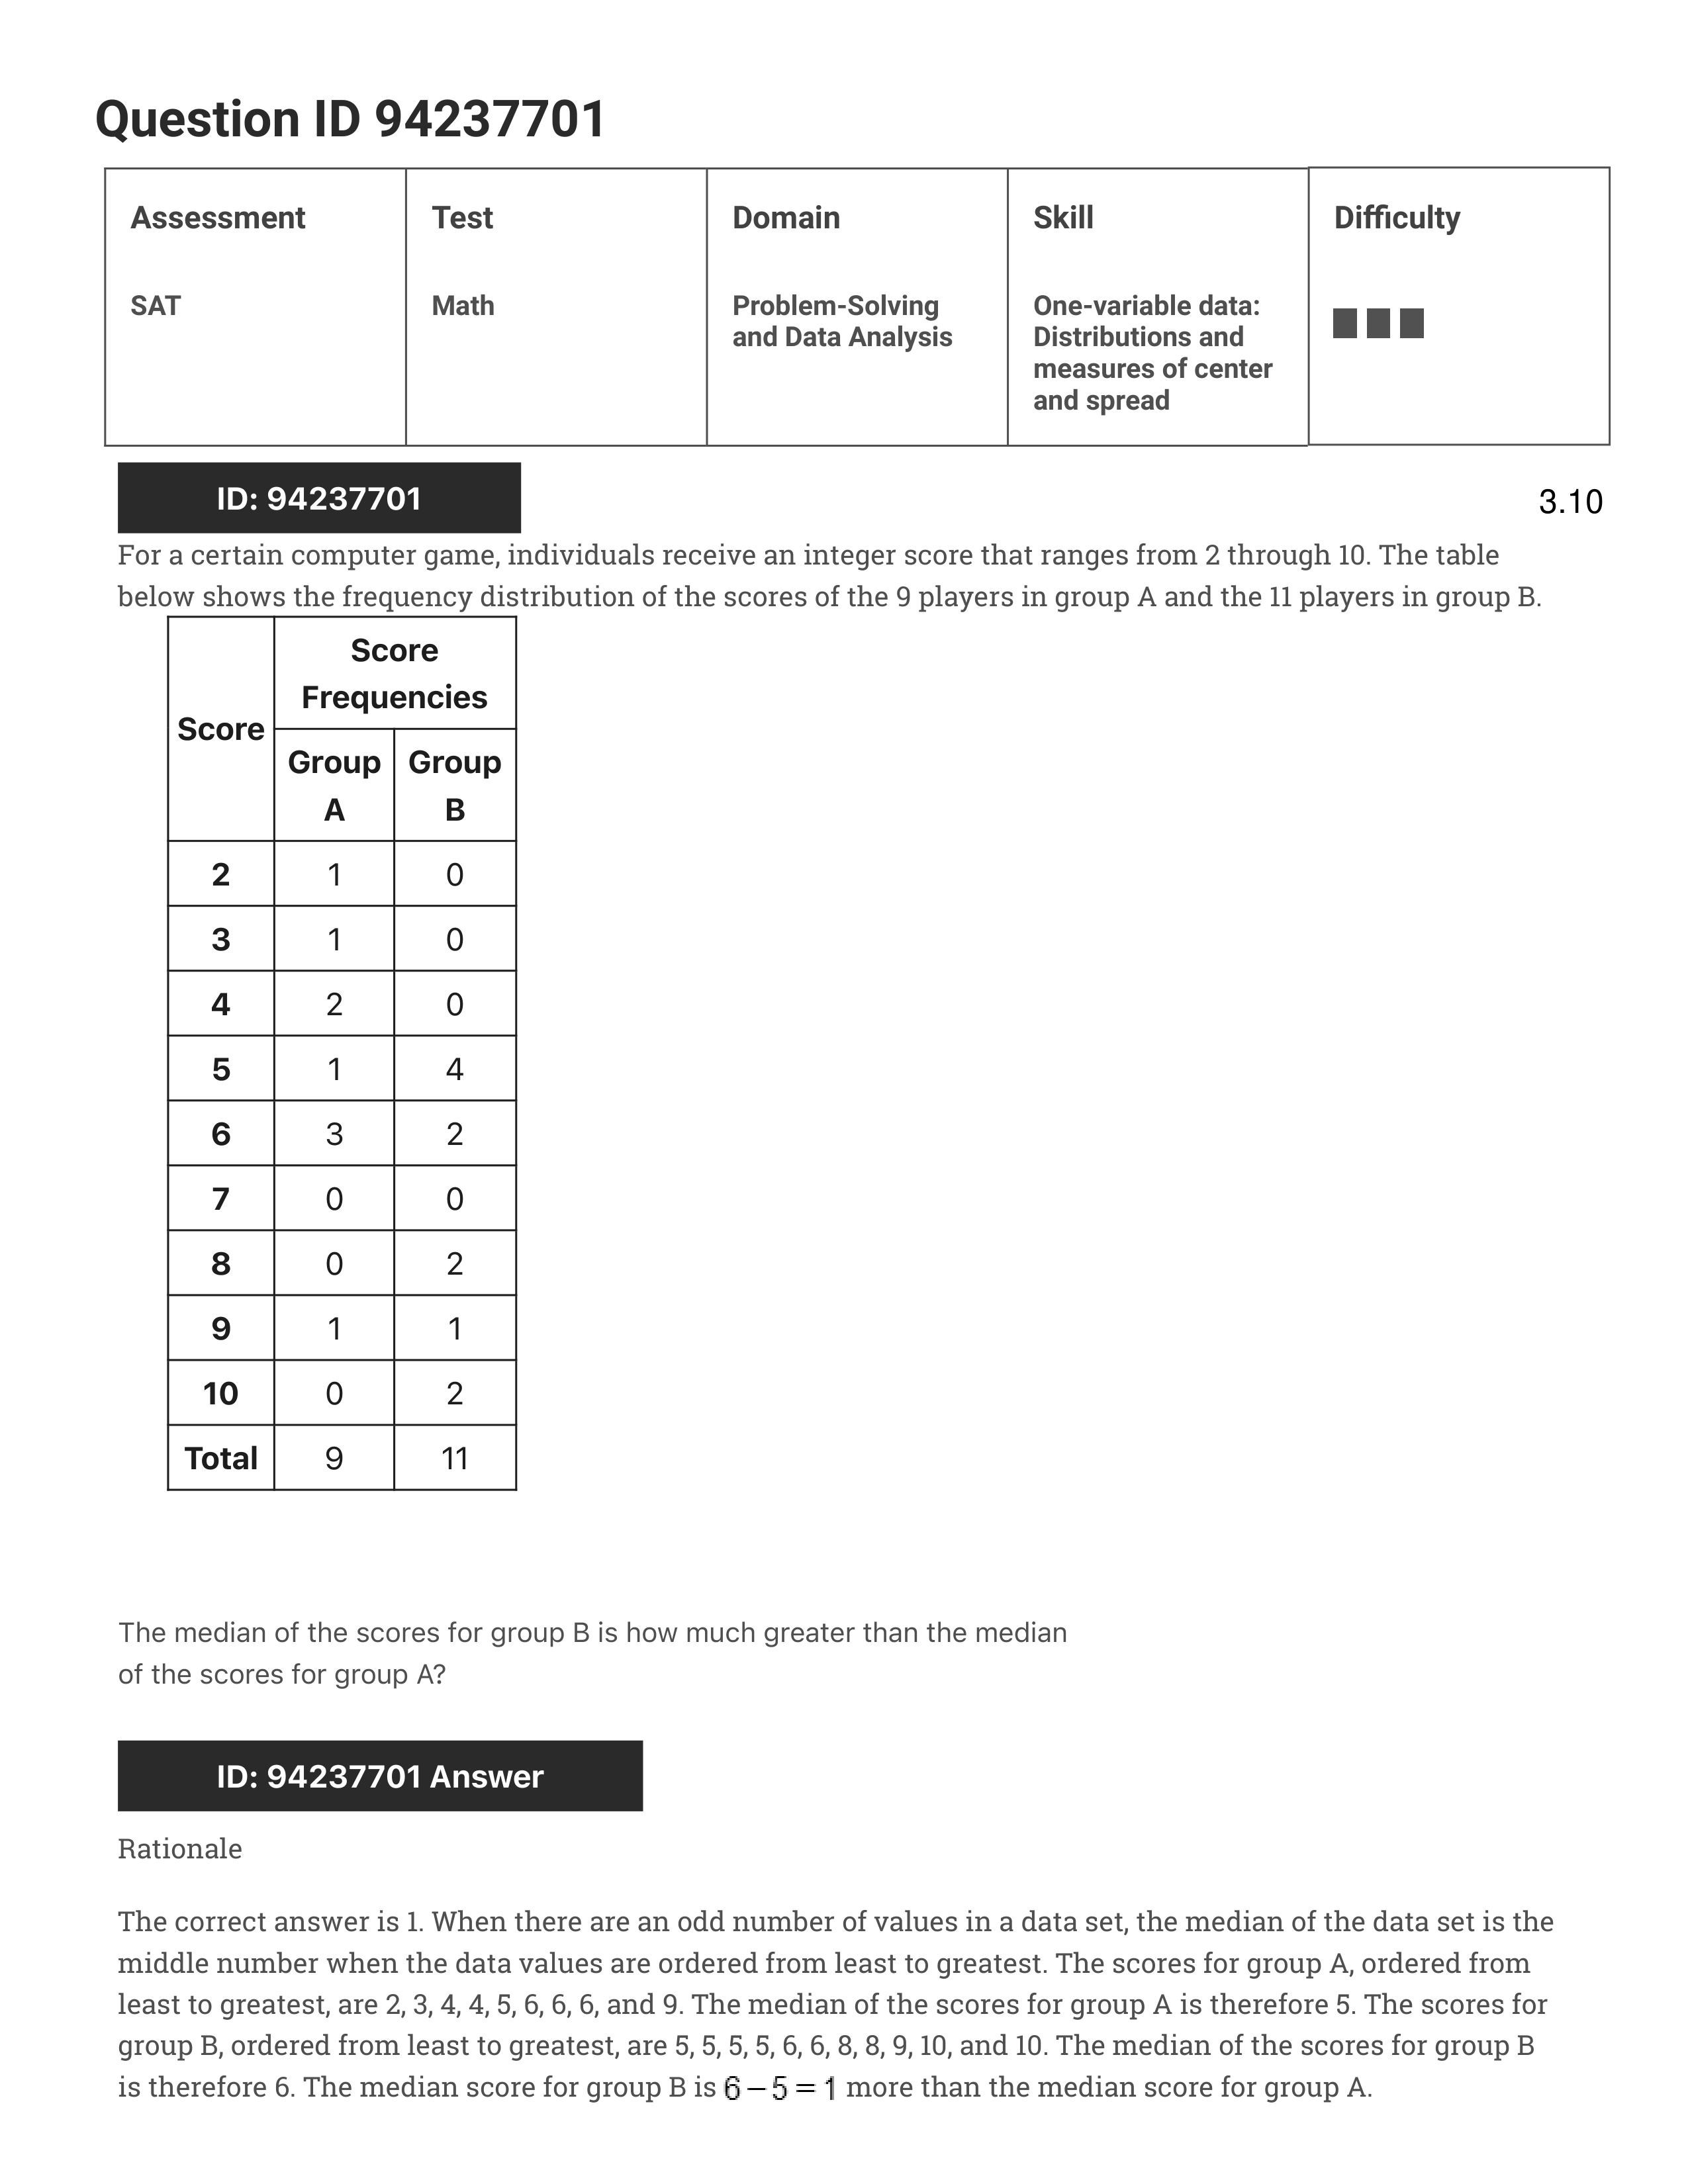 Question ID 94237701
Assessment Test Domain Skill Difficulty
SAT Math Problem-Solving One-variable data:
and Data Analysis Distributions and
measures of center
and spread
ID: 94237701
3.10
For a certain computer game, individuals receive an integer score that ranges from 2 through 10. The table
below shows the frequency distribution of the scores of the 9 players in group A and the 11 players in group B.
Score
Score
Frequencies
Group
A
Group
B
2 1 0
3 1 0
4 2 0
5 1 4
6 3 2
7 0 0
8 0 2
9 1 1
10 0 2
Total 9 11
The median of the scores for group B is how much greater than the median
of the scores for group A?
ID: 94237701 Answer
Rationale
The correct answer is 1. When there are an odd number of values in a data set, the median of the data set is the
middle number when the data values are ordered from least to greatest. The scores for group A, ordered from
least to greatest, are 2, 3, 4, 4, 5, 6, 6, 6, and 9. The median of the scores for group A is therefore 5. The scores for
group B, ordered from least to greatest, are 5, 5, 5, 5, 6, 6, 8, 8, 9, 10, and 10. The median of the scores for group B
is therefore 6. The median score for group B is 6 – 5 = 1 more than the median score for group A.